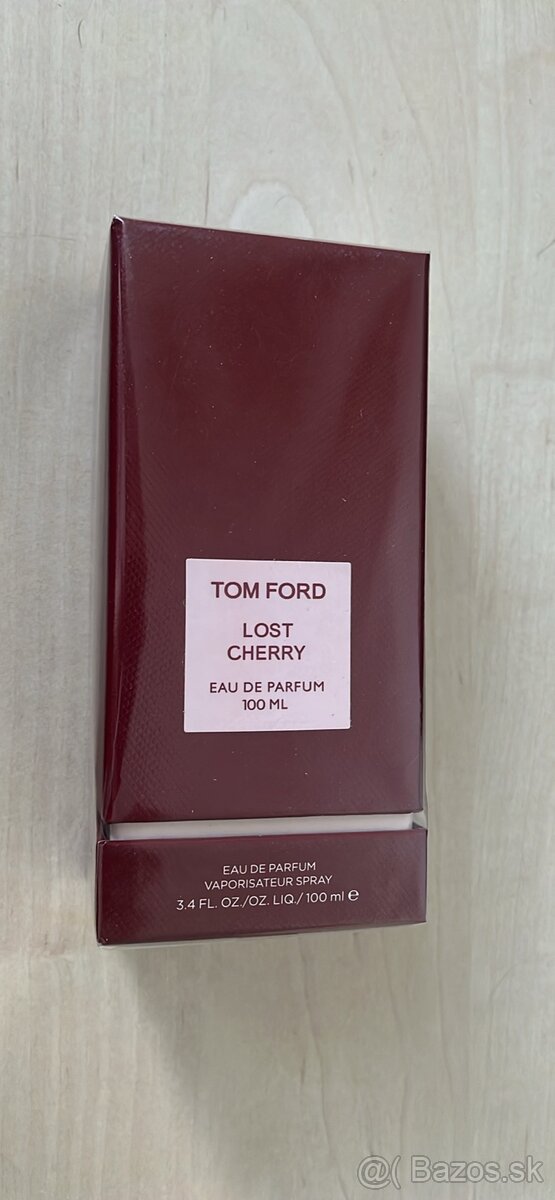 TOM FORD
LOST
CHERRY
EAU DE PARFUM
100 ML
EAU DE PARFUM
VAPORISATEUR SPRAY
3.4 FL. OZ./OZ. LIQ./ 100 ml ℮
@( Bazos.sk